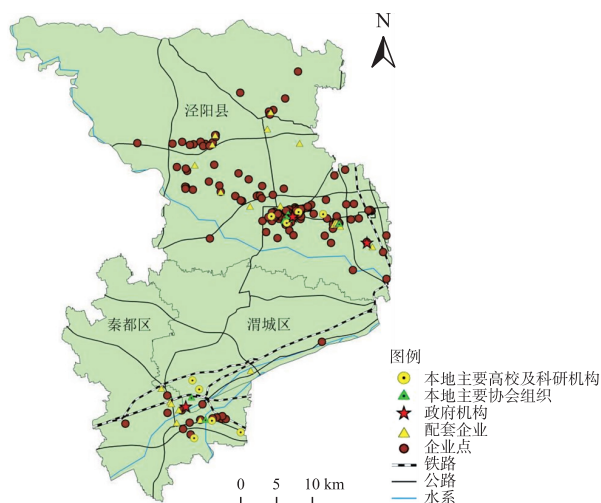 N
泾阳县
秦都区
渭城区
图例
本地主要高校及科研机构
本地主要协会组织
政府机构
配套企业
企业点
铁路
公路
水系
0 5 10 km